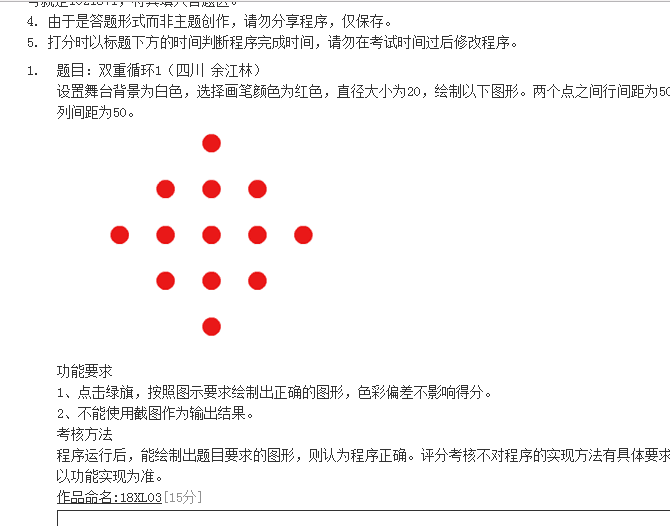 4. 由于是答题形式而非主题创作，请勿分享程序，仅保存。
5. 打分时以标题下方的时间判断程序完成时间，请勿在考试时间过后修改程序。
1. 题目：双重循环1（四川 余江林）
设置舞台背景为白色，选择画笔颜色为红色，直径大小为20，绘制以下图形。两个点之间行间距为50
列间距为50。
功能要求
1、点击绿旗，按照图示要求绘制出正确的图形，色彩偏差不影响得分。
2、不能使用截图作为输出结果。
考核方法
程序运行后，能绘制出题目要求的图形，则认为程序正确。评分考核不对程序的实现方法有具体要求
以功能实现为准。
作品命名:18XL03[15分]